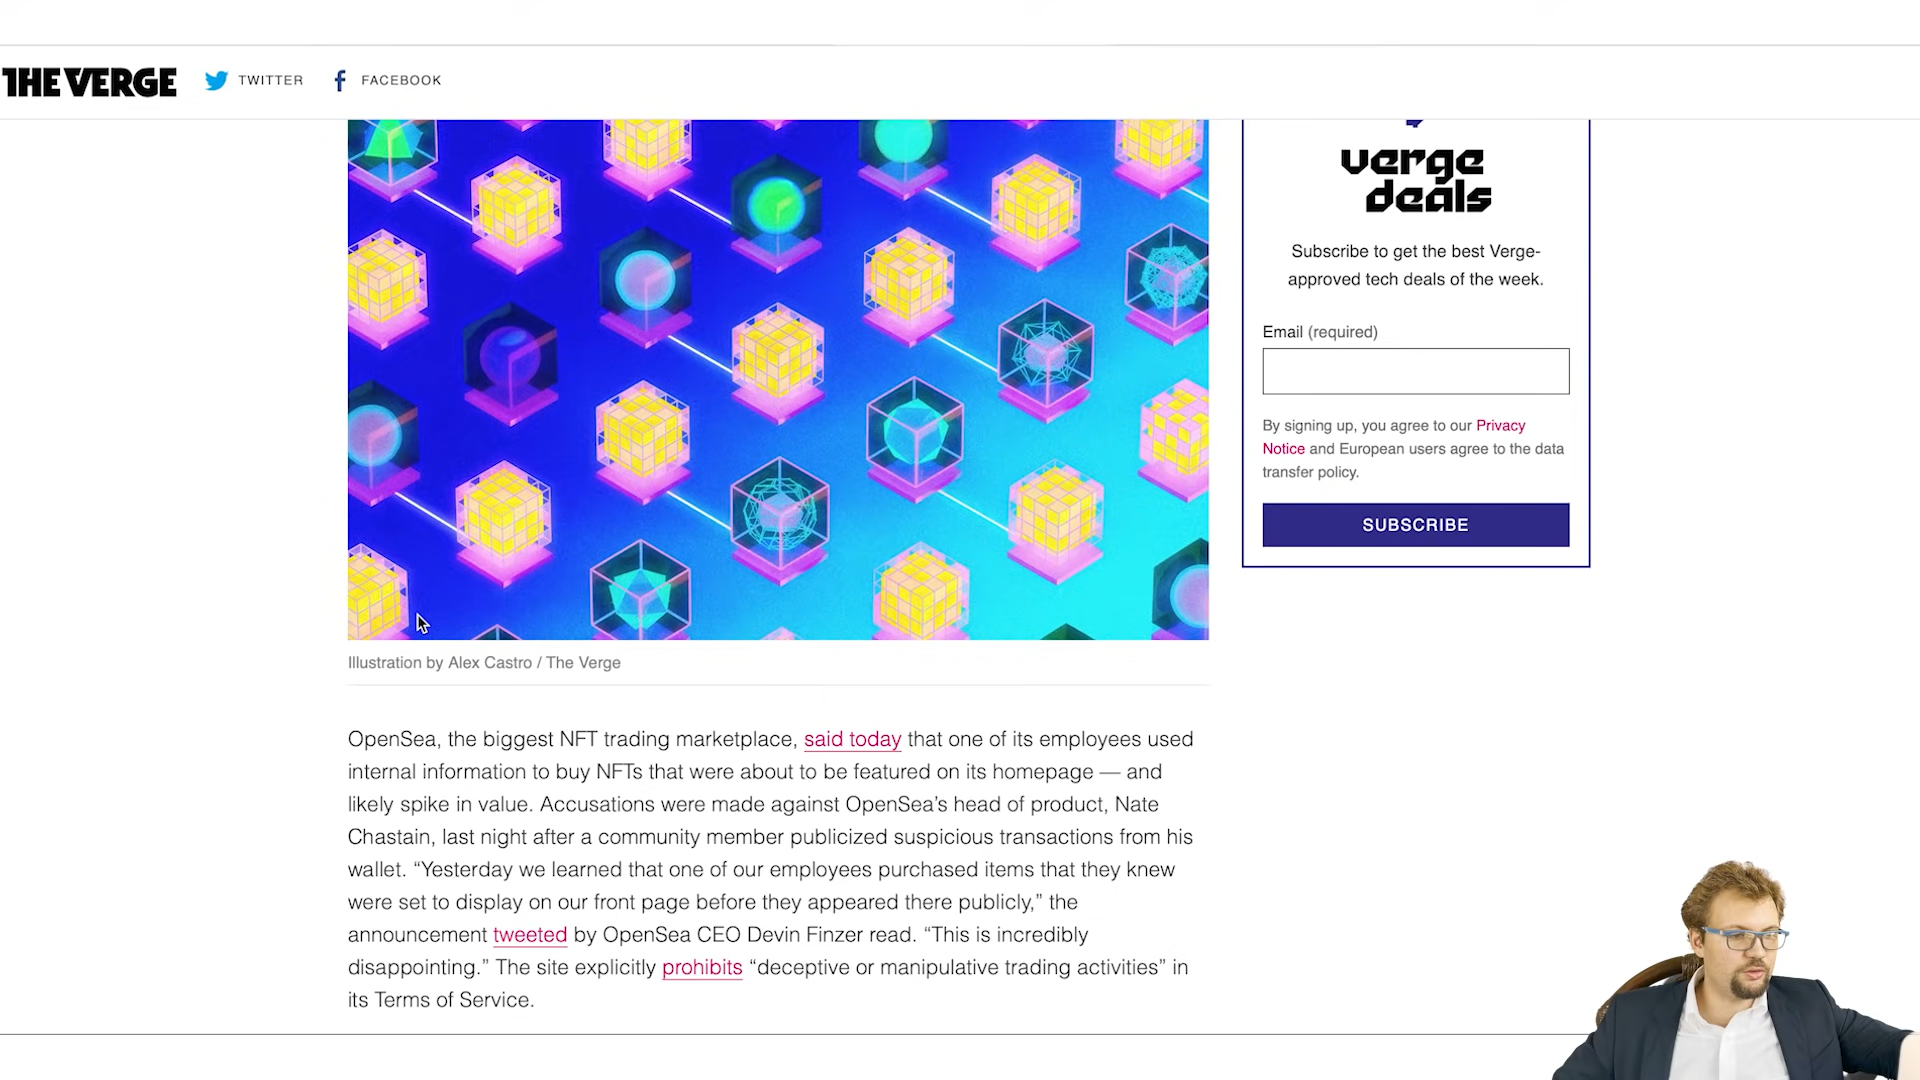 THE VERGE TWITTER FACEBOOK
verge
deals
Subscribe to get the best Verge-
approved tech deals of the week.
Email (required)
By signing up, you agree to our Privacy
Notice and European users agree to the data
transfer policy.
SUBSCRIBE
Illustration by Alex Castro / The Verge
OpenSea, the biggest NFT trading marketplace, said today that one of its employees used
internal information to buy NFTs that were about to be featured on its homepage — and
likely spike in value. Accusations were made against OpenSea’s head of product, Nate
Chastain, last night after a community member publicized suspicious transactions from his
wallet. “Yesterday we learned that one of our employees purchased items that they knew
were set to display on our front page before they appeared there publicly,” the
announcement tweeted by OpenSea CEO Devin Finzer read. “This is incredibly
disappointing.” The site explicitly prohibits “deceptive or manipulative trading activities” in
its Terms of Service.